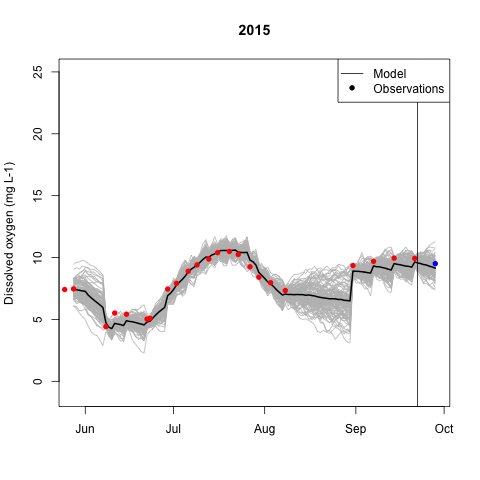 2015
Model
Observations
Dissolved oxygen (mg L-1)
25
20
15
10
5
0
Jun
Jul
Aug
Sep
Oct